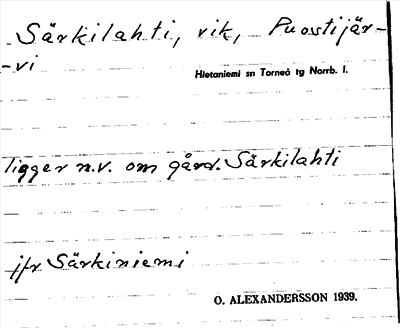 Särkilahti, vik, Puostijär-
-vi
Hietaniemi sn Torneå tg Norrb. l.
ligger n.v. om gård. Särkilahti
jfr Särkiniemi
O. ALEXANDERSSON 1939.